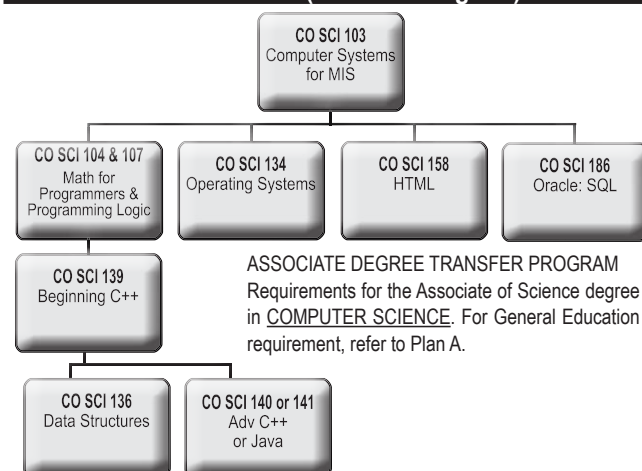 CO SCI 103
Computer Systems
for MIS
CO SCI 104 & 107
Math for
Programmers &
Programming Logic
CO SCI 134
Operating Systems
CO SCI 158
HTML
CO SCI 186
Oracle: SQL
CO SCI 139
Beginning C++
ASSOCIATE DEGREE TRANSFER PROGRAM
Requirements for the Associate of Science degree
in COMPUTER SCIENCE. For General Education
requirement, refer to Plan A.
CO SCI 136
Data Structures
CO SCI 140 or 141
Adv C++
or Java